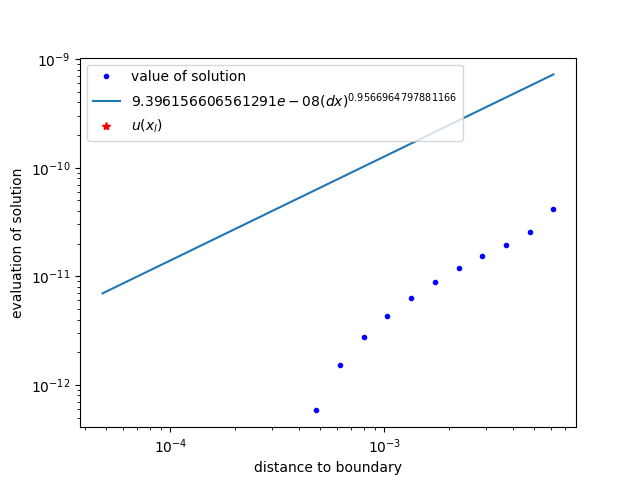 value of solution
9.396156606561291e − 08(dx)^0.9566964797881166
u(x_l)
10^−9
10^−10
10^−11
10^−12
evaluation of solution
10^−4
10^−3
distance to boundary